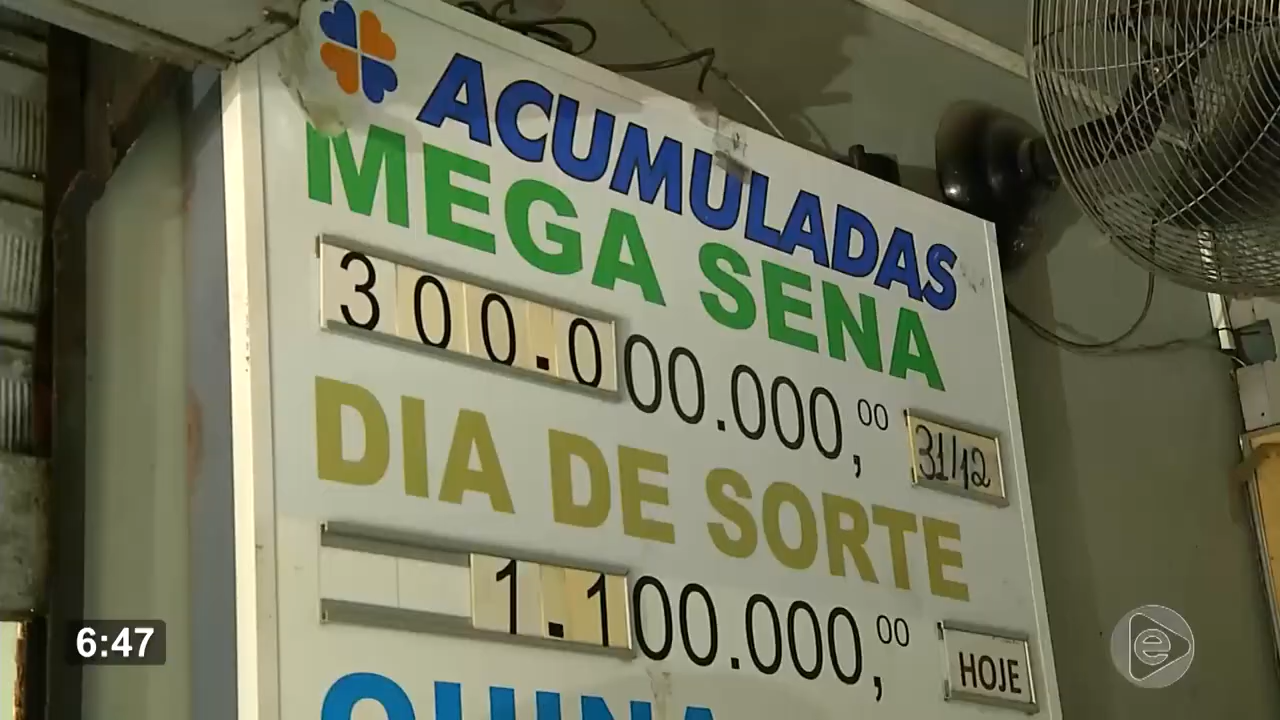 ACUMULADAS
MEGA SENA
300.000.000,00 31/12
DIA DE SORTE
1.100.000,00 HOJE
QUINA
6:47
e